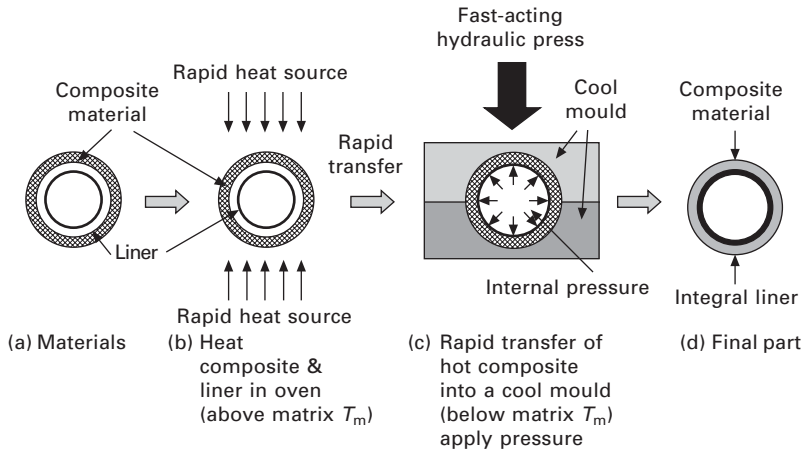 Fast-acting
hydraulic press
Rapid heat source
Composite
material
Cool
mould
Composite
material
Rapid
transfer
Liner
Internal pressure
Rapid heat source
Integral liner
(a) Materials
(b) Heat
composite &
liner in oven
(above matrix Tm)
(c) Rapid transfer of
hot composite
into a cool mould
(below matrix Tm)
apply pressure
(d) Final part